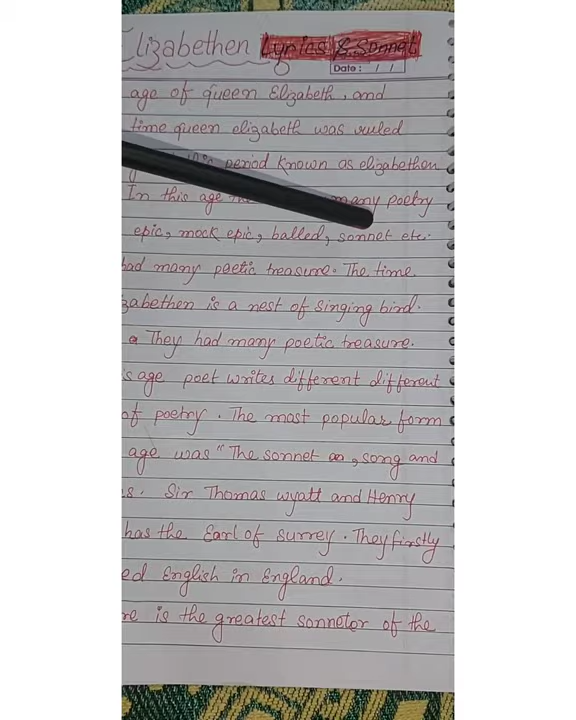 Elizabethen Lyrics & Sonnet
Date: / /
age of queen Elizabeth, and
time queen elizabeth was ruled
period known as elizabethen
In this age many poetry
epic, mock epic, balled, sonnet etc.
had many poetic treasure. The time
zabethen is a nest of singing bird.
They had many poetic treasure.
s age poet writes different different
of poetry. The most popular form
age was "The sonnet , song and
s. Sir Thomas wyatt and Henry
has the Earl of surrey. They firstly
ed English in England.
re is the greatest sonneter of the